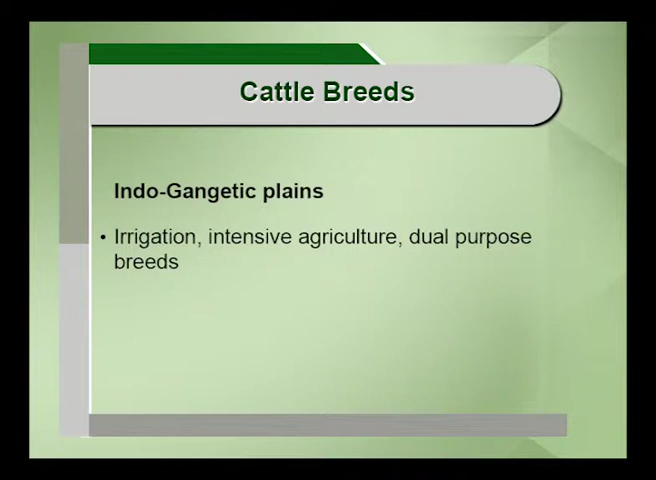 Cattle Breeds
Indo-Gangetic plains
• Irrigation, intensive agriculture, dual purpose
breeds